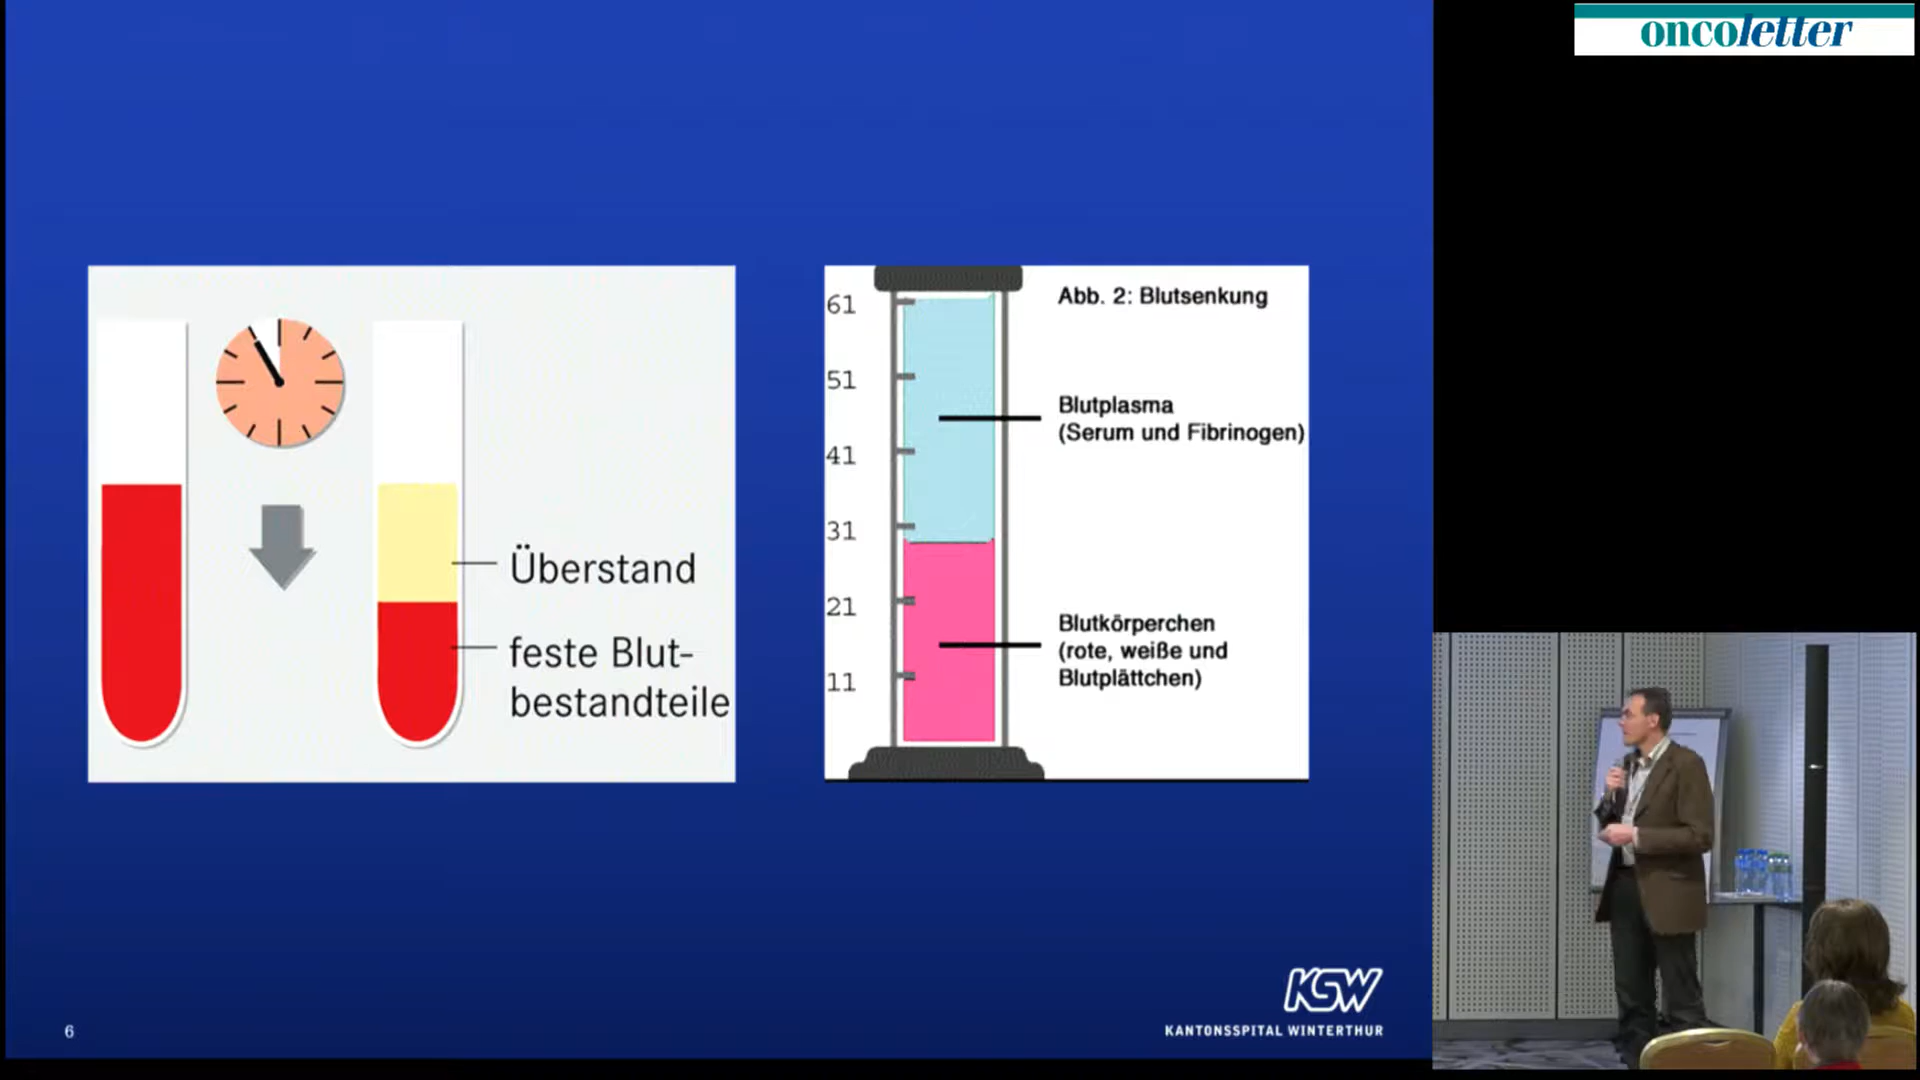 oncoletter
Überstand
feste Blut-
bestandteile
61
51
41
31
21
11
Abb. 2: Blutsenkung
Blutplasma
(Serum und Fibrinogen)
Blutkörperchen
(rote, weiße und
Blutplättchen)
KSW
KANTONSSPITAL WINTERTHUR
6